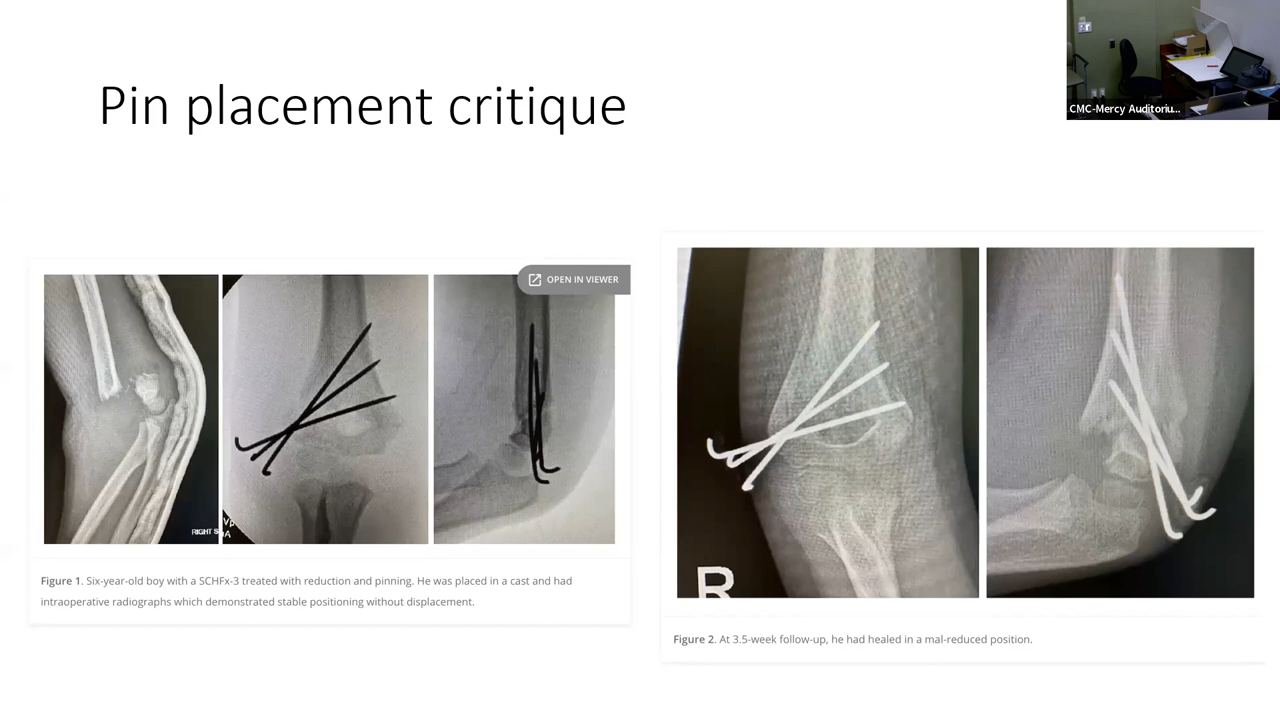 Pin placement critique
CMC-Mercy Auditoriu...
OPEN IN VIEWER
RIGHT S
Vp
A
R
Figure 1. Six-year-old boy with a SCHFx-3 treated with reduction and pinning. He was placed in a cast and had
intraoperative radiographs which demonstrated stable positioning without displacement.
Figure 2. At 3.5-week follow-up, he had healed in a mal-reduced position.